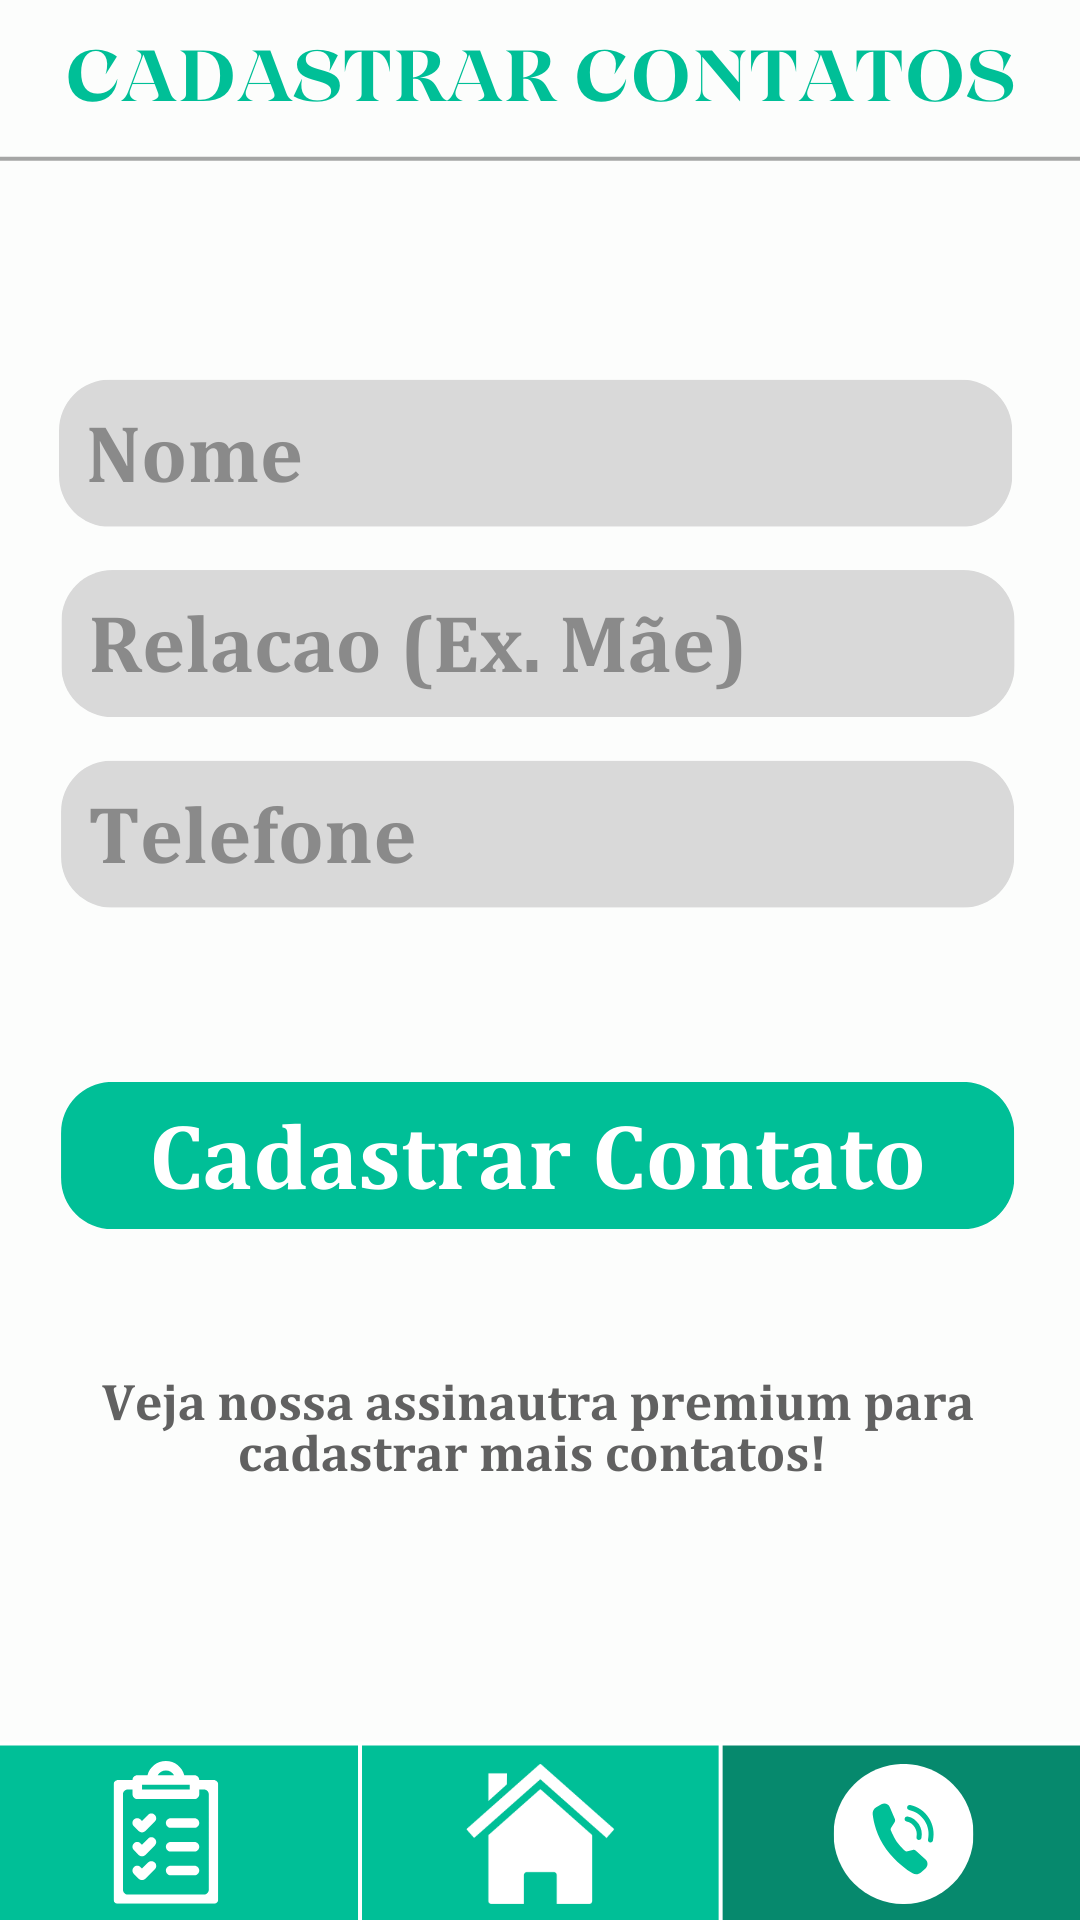 CADASTRAR CONTATOS
Nome
Relacao (Ex. Mãe)
Telefone
Cadastrar Contato
Veja nossa assinautra premium para
cadastrar mais contatos!